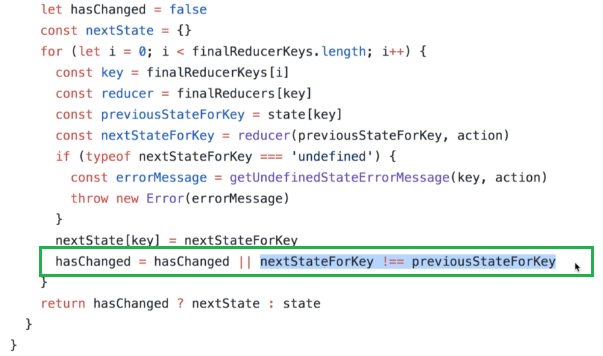 let hasChanged = false
const nextState = {}
for (let i = 0; i < finalReducerKeys.length; i++) {
const key = finalReducerKeys[i]
const reducer = finalReducers[key]
const previousStateForKey = state[key]
const nextStateForKey = reducer(previousStateForKey, action)
if (typeof nextStateForKey === 'undefined') {
const errorMessage = getUndefinedStateErrorMessage(key, action)
throw new Error(errorMessage)
}
nextState[key] = nextStateForKey
hasChanged = hasChanged || nextStateForKey !== previousStateForKey
}
return hasChanged ? nextState : state
}
}